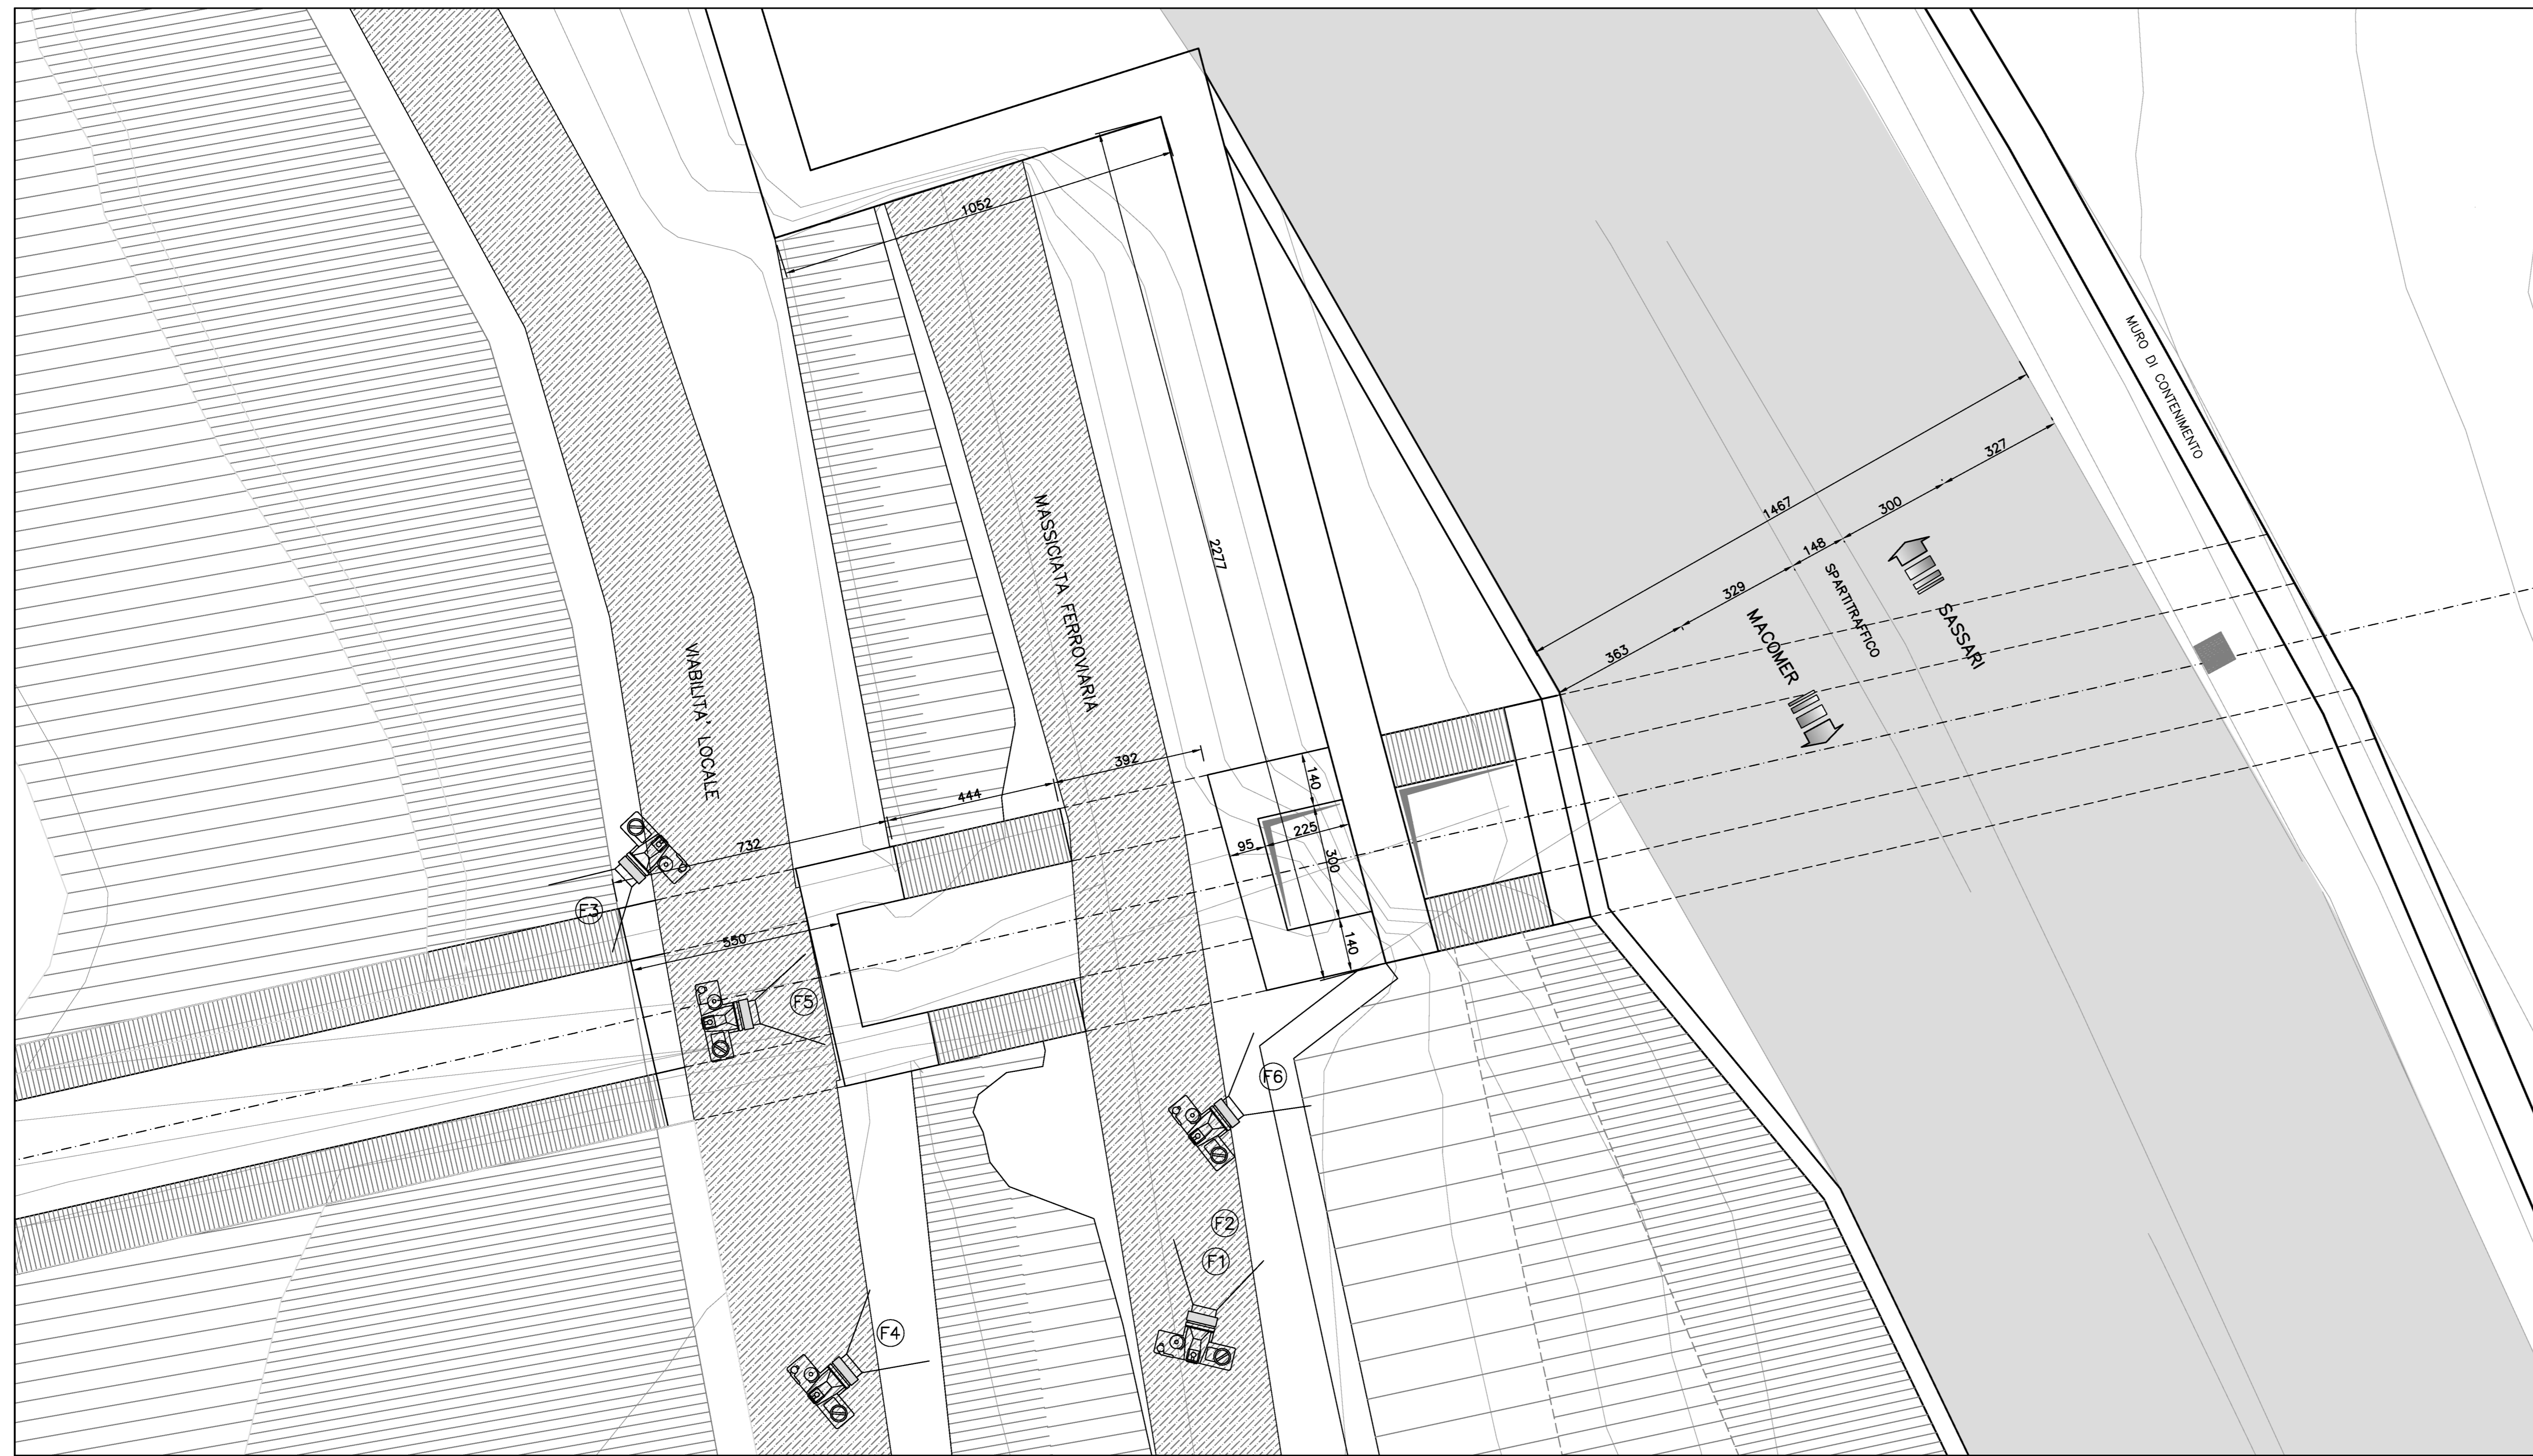 1052
2277
MURO DI CONTENIMENTO
1467
327
300
148
329
363
SPARTITRAFFICO
SASSARI
MACOMER
MASSICIATA FERROVIARIA
VIABILITA' LOCALE
392
444
732
140
225
95
300
140
550
F3
F5
F6
F2
F1
F4